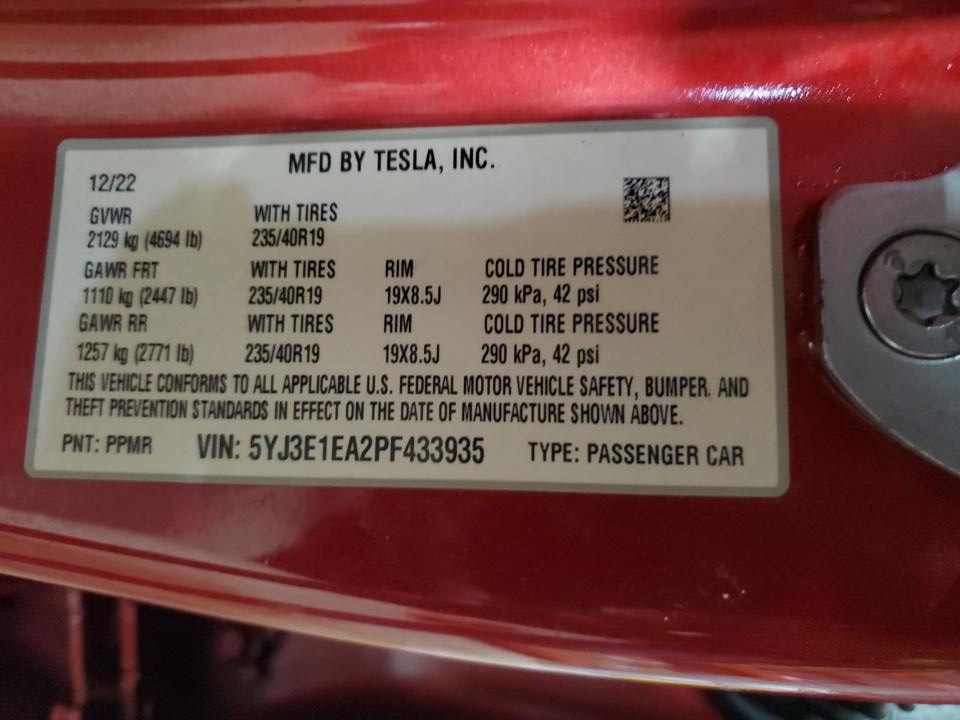 MFD BY TESLA, INC.
12/22
GVWR WITH TIRES
2129 kg (4694 lb) 235/40R19
GAWR FRT WITH TIRES RIM COLD TIRE PRESSURE
1110 kg (2447 lb) 235/40R19 19X8.5J 290 kPa, 42 psi
GAWR RR WITH TIRES RIM COLD TIRE PRESSURE
1257 kg (2771 lb) 235/40R19 19X8.5J 290 kPa, 42 psi
THIS VEHICLE CONFORMS TO ALL APPLICABLE U.S. FEDERAL MOTOR VEHICLE SAFETY, BUMPER, AND
THEFT PREVENTION STANDARDS IN EFFECT ON THE DATE OF MANUFACTURE SHOWN ABOVE.
PNT: PPMR VIN: 5YJ3E1EA2PF433935 TYPE: PASSENGER CAR